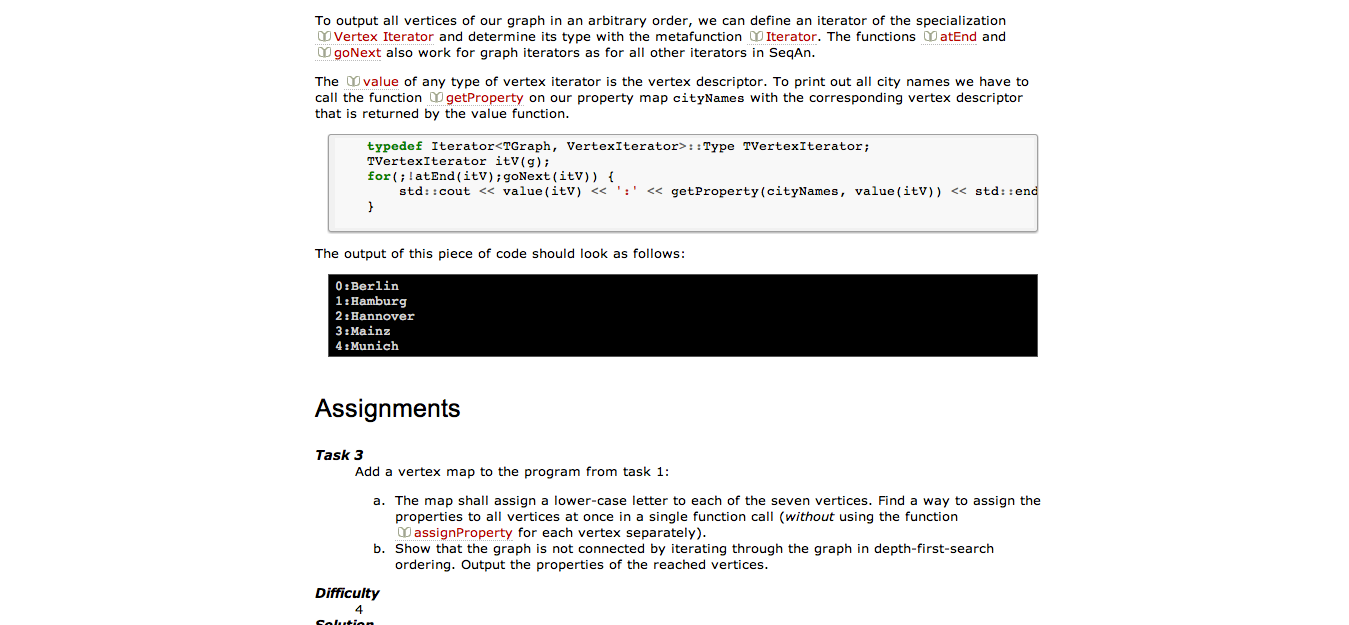 To output all vertices of our graph in an arbitrary order, we can define an iterator of the specialization
Vertex Iterator and determine its type with the metafunction Iterator. The functions atEnd and
goNext also work for graph iterators as for all other iterators in SeqAn.
The value of any type of vertex iterator is the vertex descriptor. To print out all city names we have to
call the function getProperty on our property map cityNames with the corresponding vertex descriptor
that is returned by the value function.
typedef Iterator<TGraph, VertexIterator>::Type TVertexIterator;
TVertexIterator itV(g);
for(;!atEnd(itV);goNext(itV)) {
    std::cout << value(itV) << ':' << getProperty(cityNames, value(itV)) << std::end
}
The output of this piece of code should look as follows:
0:Berlin
1:Hamburg
2:Hannover
3:Mainz
4:Munich
Assignments
Task 3
Add a vertex map to the program from task 1:
a. The map shall assign a lower-case letter to each of the seven vertices. Find a way to assign the
properties to all vertices at once in a single function call (without using the function
assignProperty for each vertex separately).
b. Show that the graph is not connected by iterating through the graph in depth-first-search
ordering. Output the properties of the reached vertices.
Difficulty
4
Solution